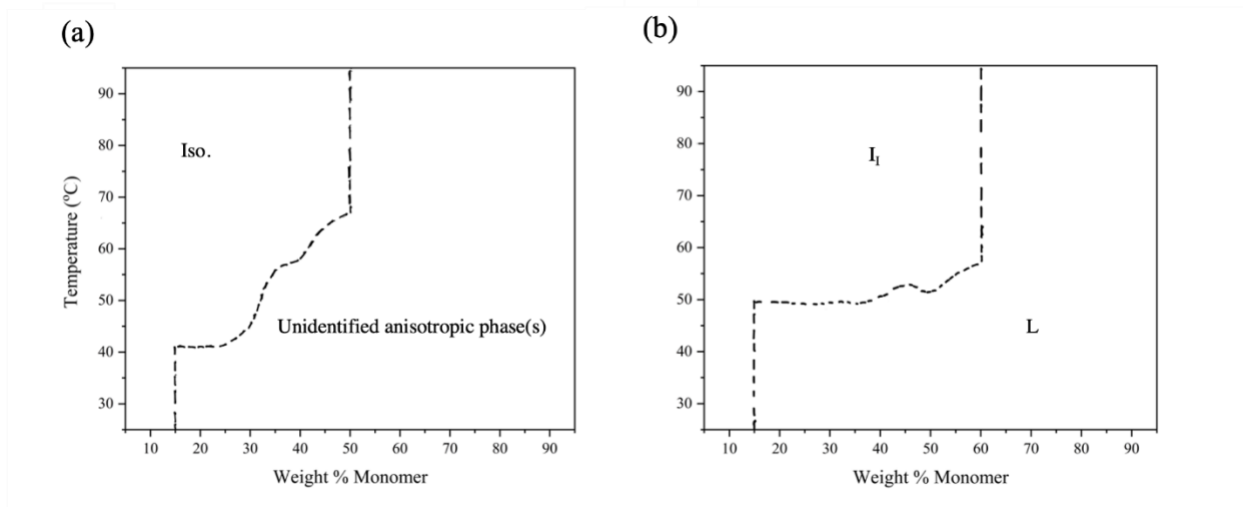 (a)
90
80
70
60
50
40
30
Temperature (°C)
Iso.
Unidentified anisotropic phase(s)
10 20 30 40 50 60 70 80 90
Weight % Monomer
(b)
90
80
70
60
50
40
30
I_I
L
10 20 30 40 50 60 70 80 90
Weight % Monomer